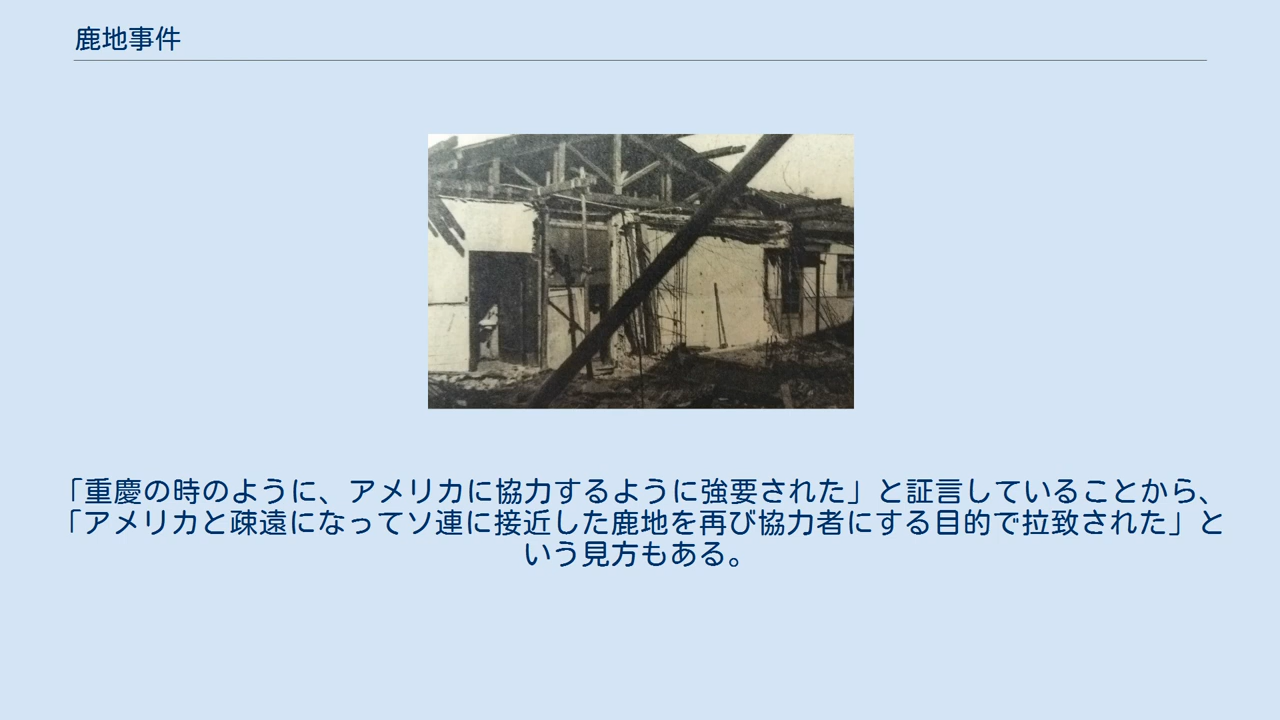 鹿地事件
「重慶の時のように、アメリカに協力するように強要された」と証言していることから、
「アメリカと疎遠になってソ連に接近した鹿地を再び協力者にする目的で拉致された」と
いう見方もある。